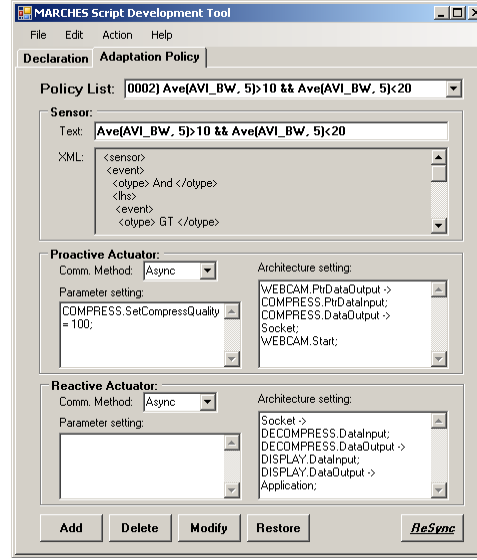 MARCHES Script Development Tool
File Edit Action Help
Declaration Adaptation Policy
Policy List: 0002) Ave(AVI_BW, 5)>10 && Ave(AVI_BW, 5)<20
Sensor:
Text: Ave(AVI_BW, 5)>10 && Ave(AVI_BW, 5)<20
XML: <sensor>
<event>
<otype> And </otype>
<lhs>
<event>
<otype> GT </otype>
Proactive Actuator:
Comm. Method: Async
Parameter setting:
COMPRESS.SetCompressQuality
= 100;
Architecture setting:
WEBCAM.PtrDataOutput ->
COMPRESS.PtrDataInput;
COMPRESS.DataOutput ->
Socket;
WEBCAM.Start;
Reactive Actuator:
Comm. Method: Async
Parameter setting:
Architecture setting:
Socket ->
DECOMPRESS.DataInput;
DECOMPRESS.DataOutput ->
DISPLAY.DataInput;
DISPLAY.DataOutput ->
Application;
Add Delete Modify Restore ReSync